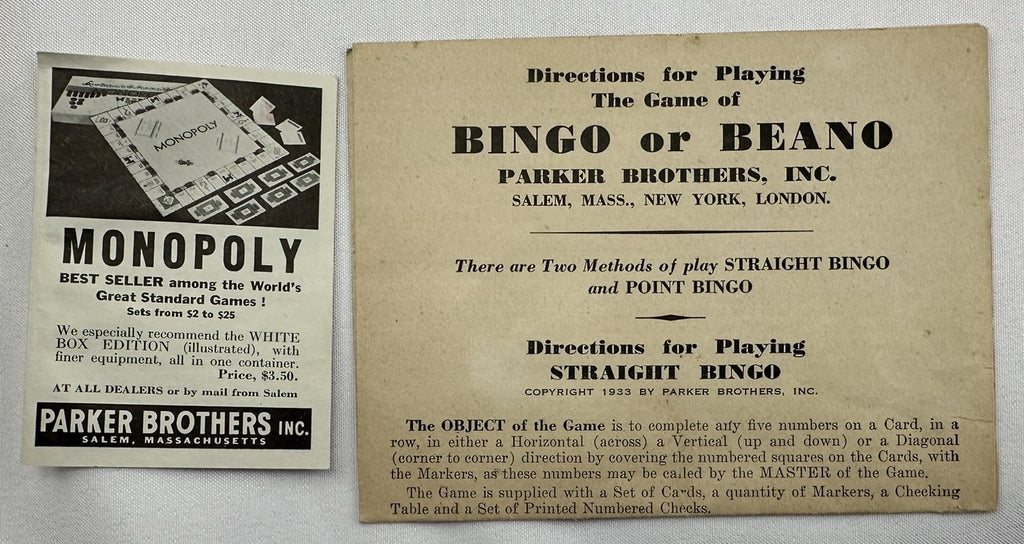 MONOPOLY
MONOPOLY
BEST SELLER among the World's
Great Standard Games !
Sets from $2 to $25
We especially recommend the WHITE
BOX EDITION (illustrated), with
finer equipment, all in one container.
Price, $3.50.
AT ALL DEALERS or by mail from Salem
PARKER BROTHERS INC.
SALEM, MASSACHUSETTS
Directions for Playing
The Game of
BINGO or BEANO
PARKER BROTHERS, INC.
SALEM, MASS., NEW YORK, LONDON.
There are Two Methods of play STRAIGHT BINGO
and POINT BINGO
Directions for Playing
STRAIGHT BINGO
COPYRIGHT 1933 BY PARKER BROTHERS, INC.
The OBJECT of the Game is to complete any five numbers on a Card, in a
row, in either a Horizontal (across) a Vertical (up and down) or a Diagonal
(corner to corner) direction by covering the numbered squares on the Cards, with
the Markers, as these numbers may be called by the MASTER of the Game.
The Game is supplied with a Set of Cards, a quantity of Markers, a Checking
Table and a Set of Printed Numbered Checks.